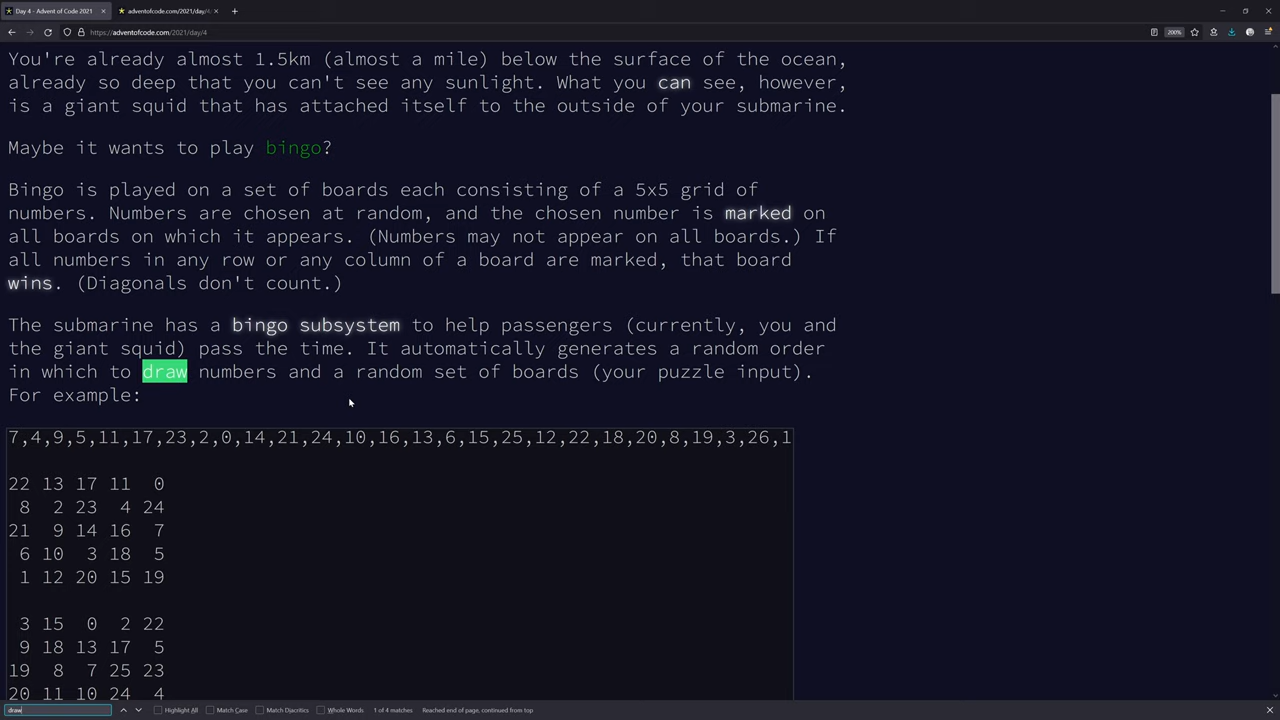 Day 4 - Advent of Code 2021
adventofcode.com/2021/day/4
https://adventofcode.com/2021/day/4
200%
You're already almost 1.5km (almost a mile) below the surface of the ocean,
already so deep that you can't see any sunlight. What you can see, however,
is a giant squid that has attached itself to the outside of your submarine.
Maybe it wants to play bingo?
Bingo is played on a set of boards each consisting of a 5x5 grid of
numbers. Numbers are chosen at random, and the chosen number is marked on
all boards on which it appears. (Numbers may not appear on all boards.) If
all numbers in any row or any column of a board are marked, that board
wins. (Diagonals don't count.)
The submarine has a bingo subsystem to help passengers (currently, you and
the giant squid) pass the time. It automatically generates a random order
in which to draw numbers and a random set of boards (your puzzle input).
For example:
7,4,9,5,11,17,23,2,0,14,21,24,10,16,13,6,15,25,12,22,18,20,8,19,3,26,1
22 13 17 11  0
 8  2 23  4 24
21  9 14 16  7
 6 10  3 18  5
 1 12 20 15 19
 3 15  0  2 22
 9 18 13 17  5
19  8  7 25 23
20 11 10 24  4
draw
Highlight All
Match Case
Match Diacritics
Whole Words
1 of 4 matches
Reached end of page, continued from top